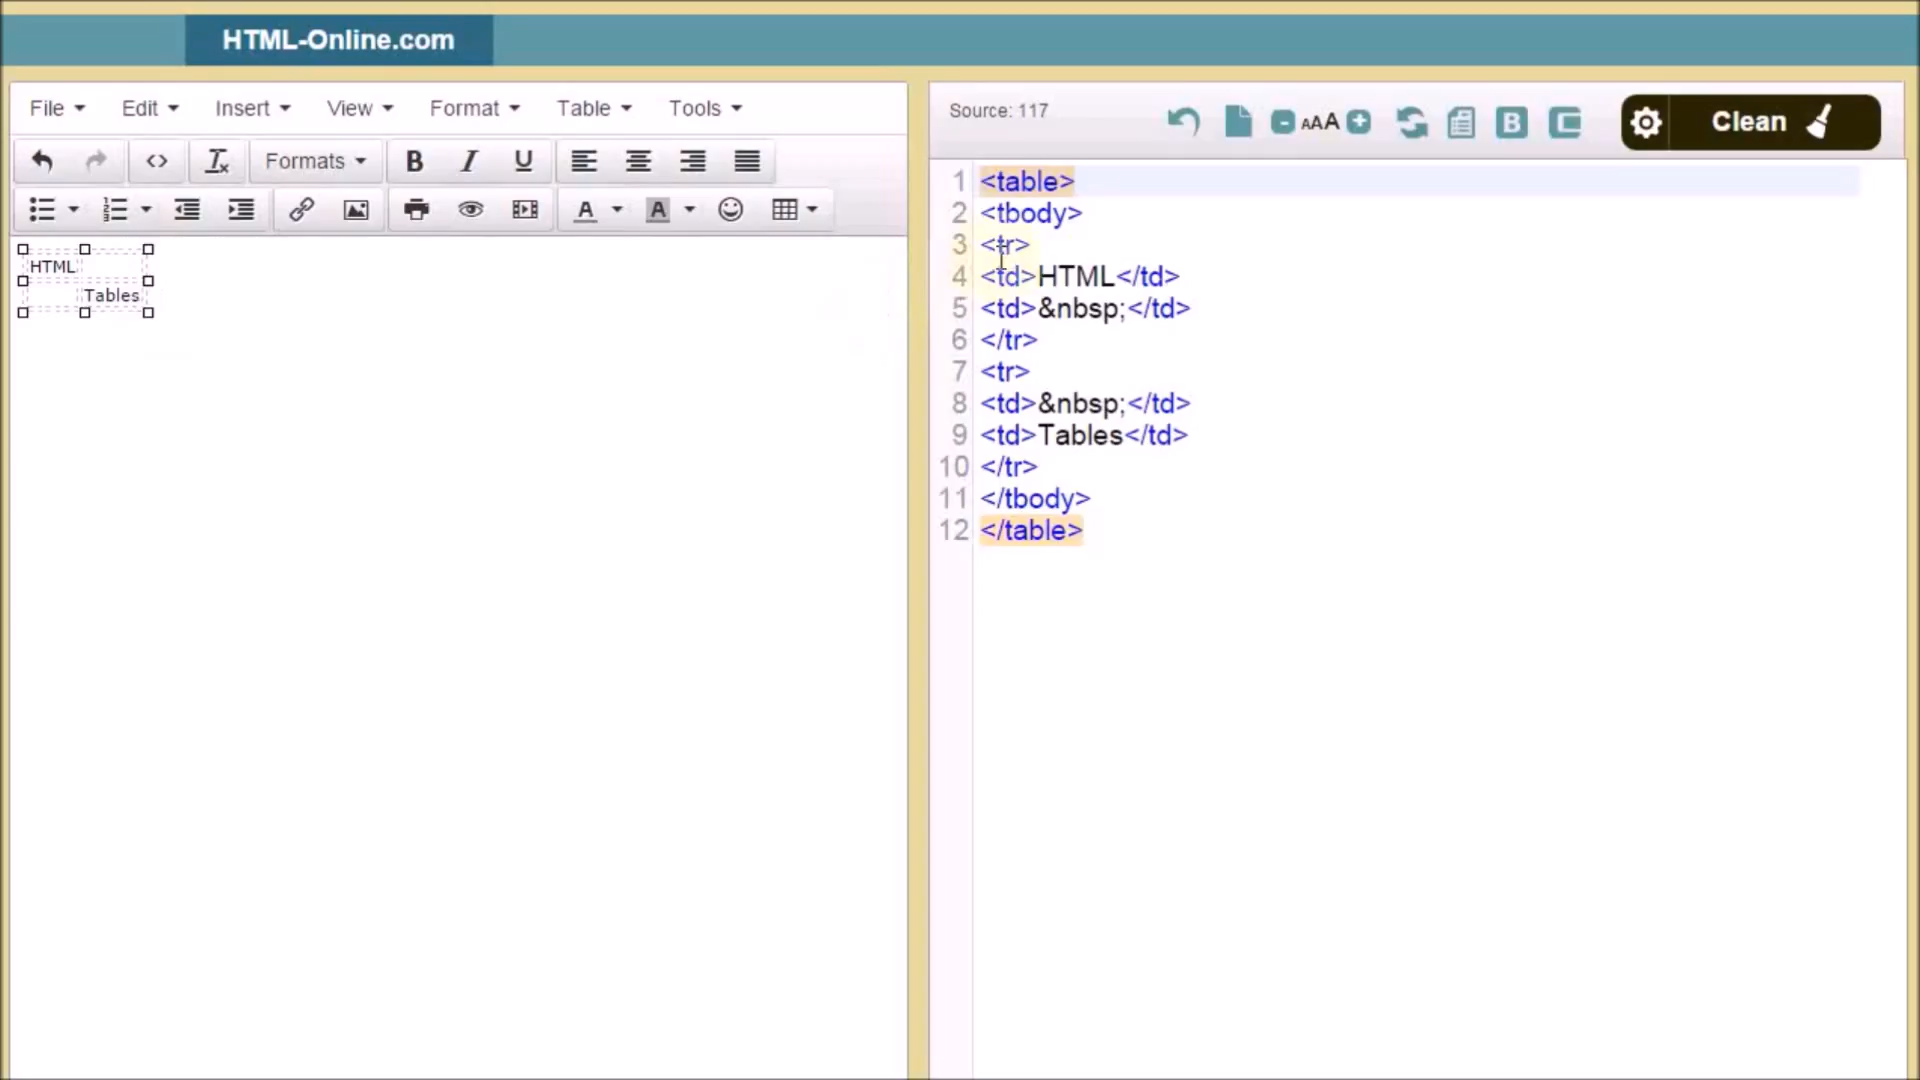 HTML-Online.com
File Edit Insert View Format Table Tools
Formats B I U
A A
HTML
Tables
Source: 117
AAA B Clean
1 <table>
2 <tbody>
3 <tr>
4 <td>HTML</td>
5 <td>&nbsp;</td>
6 </tr>
7 <tr>
8 <td>&nbsp;</td>
9 <td>Tables</td>
10 </tr>
11 </tbody>
12 </table>